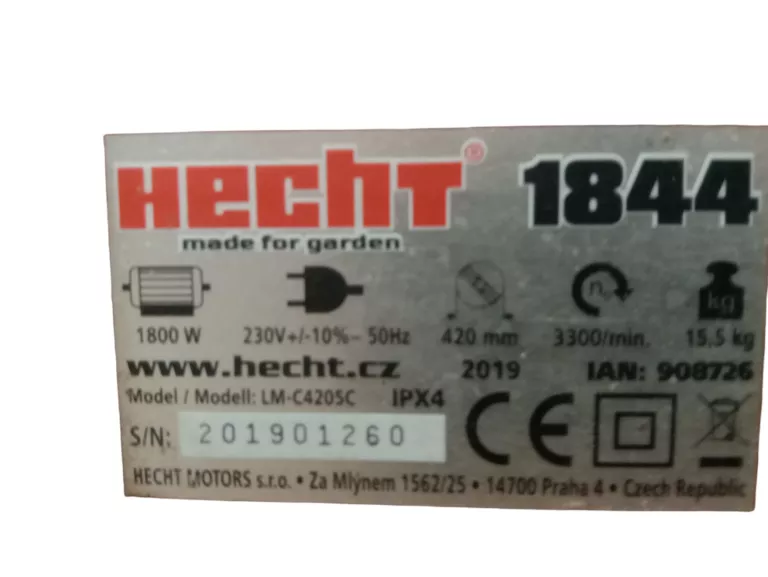 HECHT® 1844
made for garden
1800 W 230V+/-10%~ 50Hz 420 mm 3300/min. 15,5 kg
n₀ kg
www.hecht.cz 2019 IAN: 908726
Model / Modell: LM-C4205C IPX4
S/N: 201901260 CE
HECHT MOTORS s.r.o. • Za Mlýnem 1562/25 • 14700 Praha 4 • Czech Republic